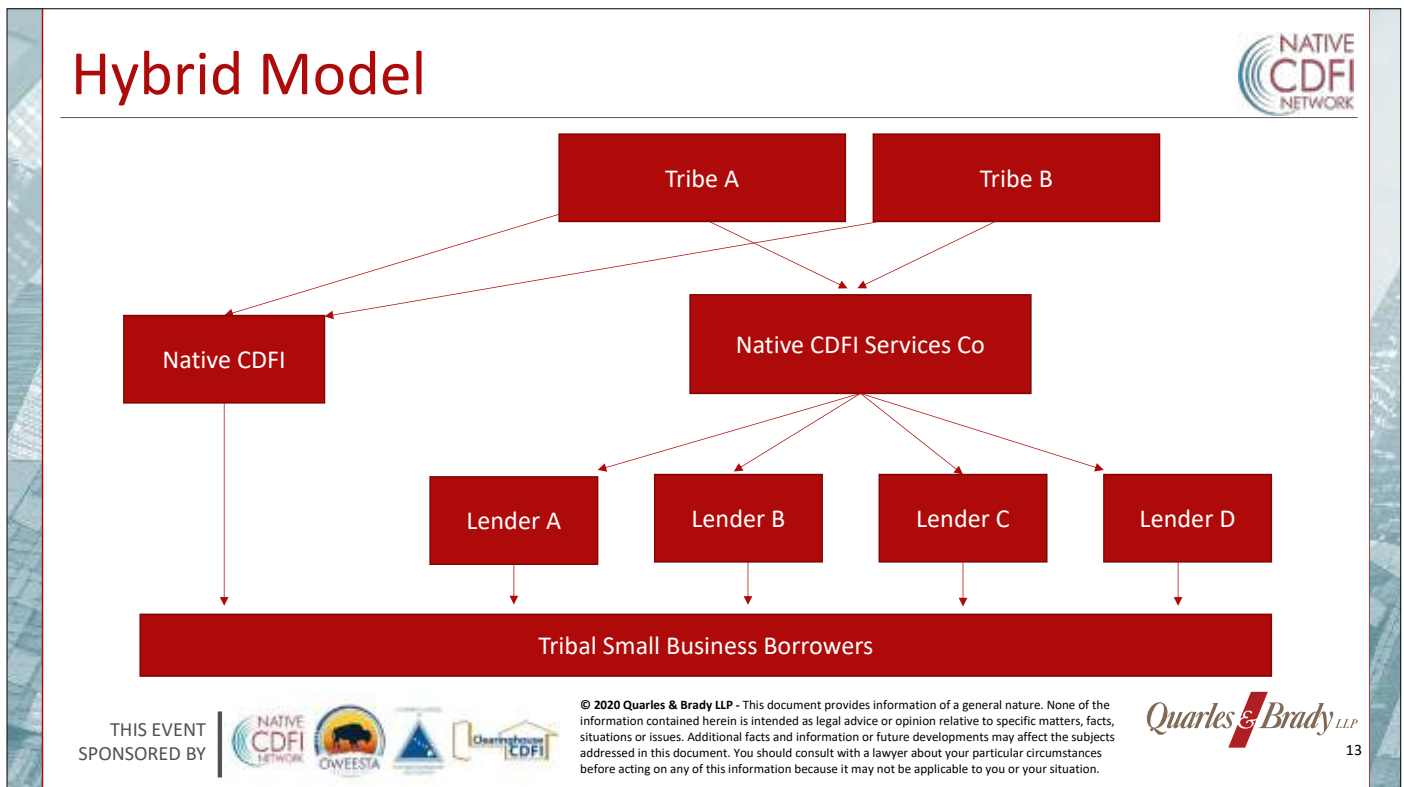 Hybrid Model
NATIVE
CDFI
NETWORK
Tribe A
Tribe B
Native CDFI
Native CDFI Services Co
Lender A
Lender B
Lender C
Lender D
Tribal Small Business Borrowers
THIS EVENT
SPONSORED BY
NATIVE
CDFI
NETWORK
OWEESTA
Clearinghouse
CDFI
© 2020 Quarles & Brady LLP - This document provides information of a general nature. None of the
information contained herein is intended as legal advice or opinion relative to specific matters, facts,
situations or issues. Additional facts and information or future developments may affect the subjects
addressed in this document. You should consult with a lawyer about your particular circumstances
before acting on any of this information because it may not be applicable to you or your situation.
Quarles & Brady LLP
13